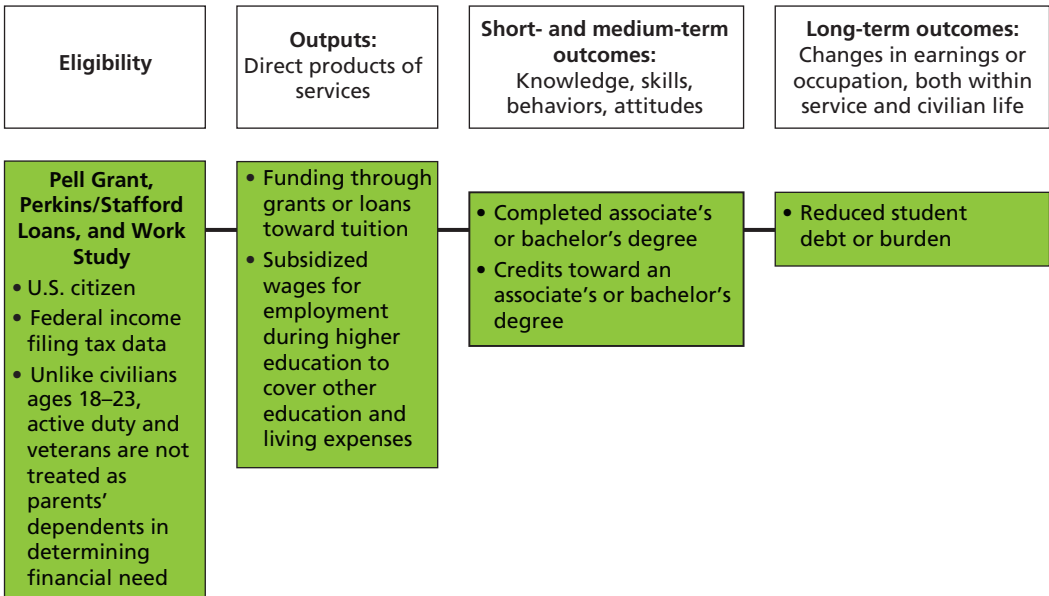 Eligibility
Outputs:
Direct products of
services
Short- and medium-term
outcomes:
Knowledge, skills,
behaviors, attitudes
Long-term outcomes:
Changes in earnings or
occupation, both within
service and civilian life
Pell Grant,
Perkins/Stafford
Loans, and Work
Study
• U.S. citizen
• Federal income
filing tax data
• Unlike civilians
ages 18–23,
active duty and
veterans are not
treated as
parents’
dependents in
determining
financial need
• Funding through
grants or loans
toward tuition
• Subsidized
wages for
employment
during higher
education to
cover other
education and
living expenses
• Completed associate’s
or bachelor’s degree
• Credits toward an
associate’s or bachelor’s
degree
• Reduced student
debt or burden